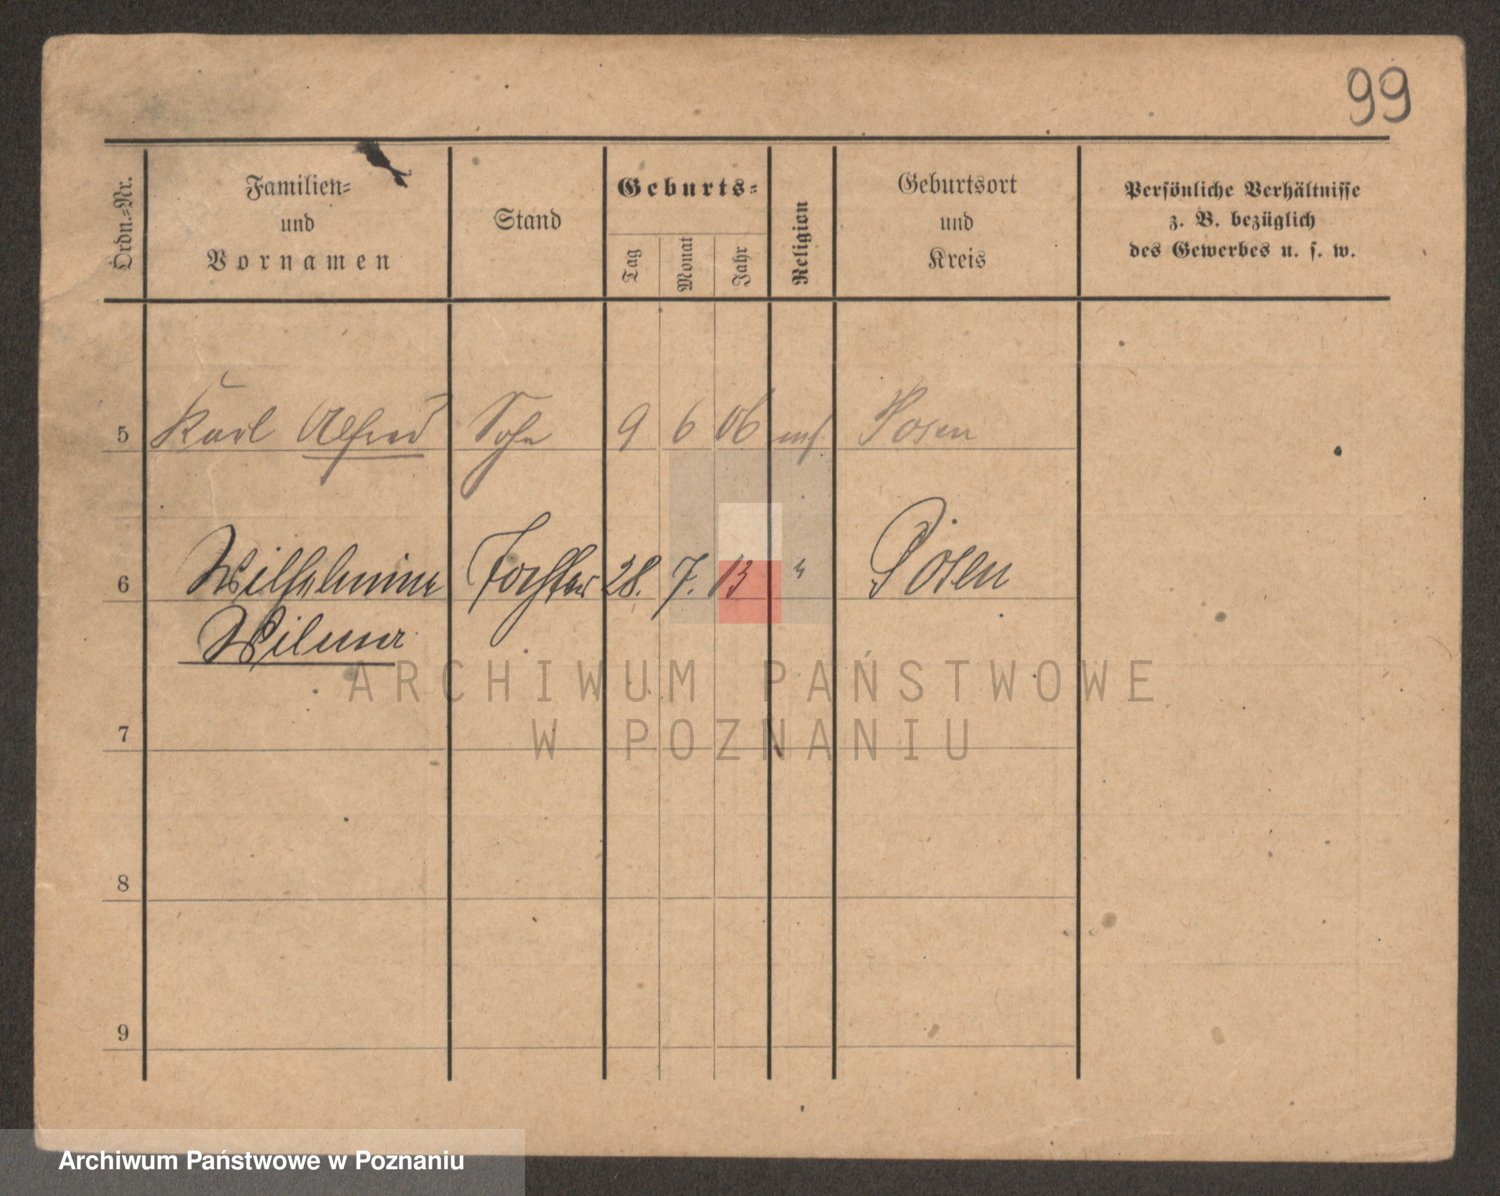 99
Ordn.=Nr.
Familien=
und
Vornamen
Stand
Geburts=
Tag
Monat
Jahr
Religion
Geburtsort
und
Kreis
Persönliche Verhältnisse
z. B. bezüglich
des Gewerbes u. s. w.
5 Karl Alfred Sohn 9 6 06 Posen
6 Wilhelmine Tochter 28. 7. 13 " Posen
Wilma
7
8
9
ARCHIWUM PAŃSTWOWE
W POZNANIU
Archiwum Państwowe w Poznaniu